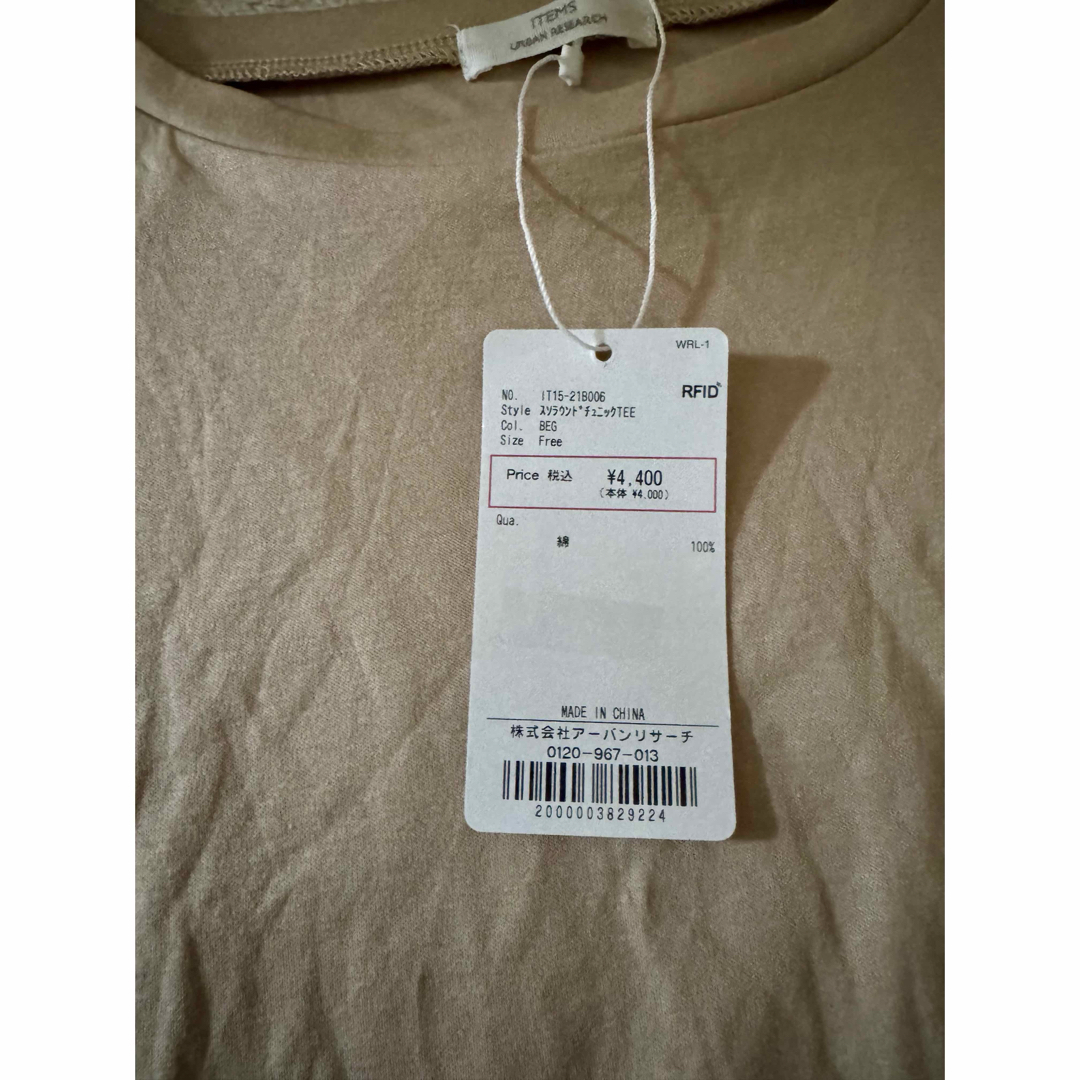 ITEMS
URBAN RESEARCH
WRL-1
RFID
NO. IT15-21B006
Style ｽｿﾗｳﾝﾄﾞﾁｭﾆｯｸTEE
Col. BEG
Size Free
Price 税込 ¥4,400
(本体 ¥4,000)
Qua.
綿 100%
MADE IN CHINA
株式会社アーバンリサーチ
0120-967-013
2000003829224